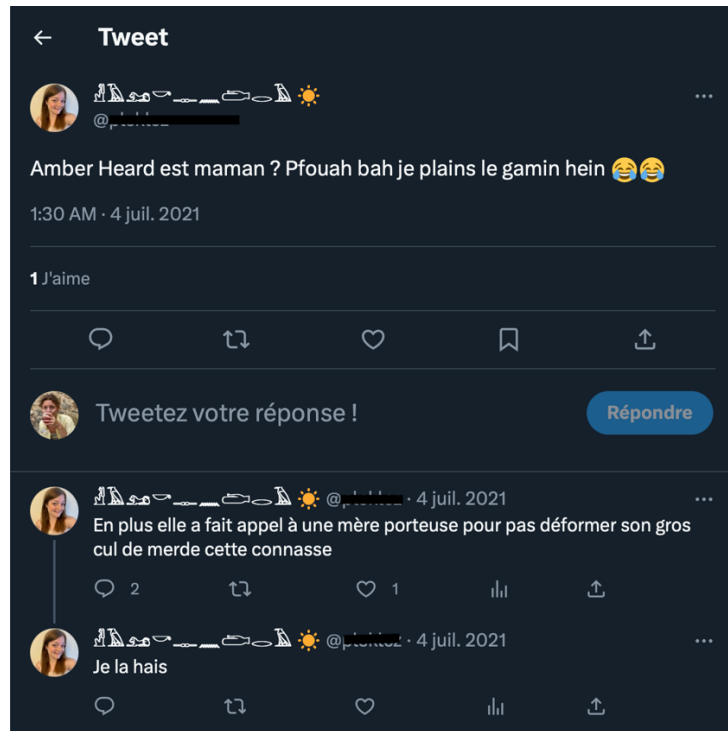 Tweet
Amber Heard est maman ? Pfouah bah je plains le gamin hein 😂😂
1:30 AM · 4 juil. 2021
1 J'aime
Tweetez votre réponse !
Répondre
@ · 4 juil. 2021
En plus elle a fait appel à une mère porteuse pour pas déformer son gros
cul de merde cette connasse
2 1
@ · 4 juil. 2021
Je la hais